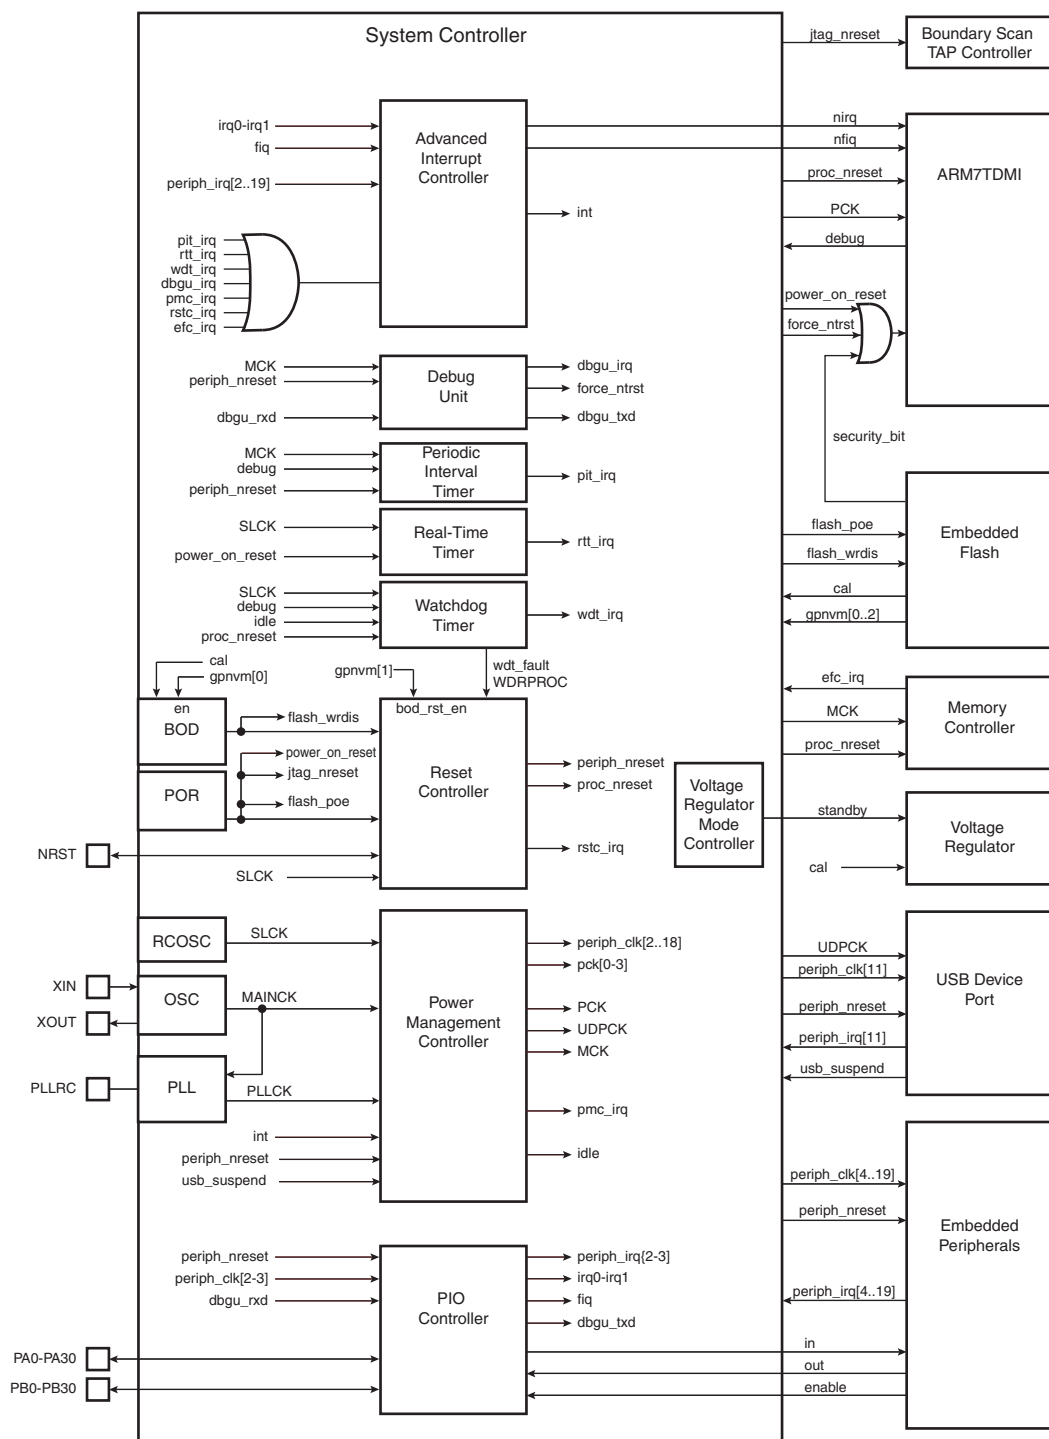 System Controller
jtag_nreset
Boundary Scan
TAP Controller
irq0-irq1
fiq
periph_irq[2..19]
Advanced
Interrupt
Controller
int
nirq
nfiq
proc_nreset
PCK
debug
ARM7TDMI
pit_irq
rtt_irq
wdt_irq
dbgu_irq
pmc_irq
rstc_irq
efc_irq
power_on_reset
force_ntrst
security_bit
MCK
periph_nreset
dbgu_rxd
Debug
Unit
dbgu_irq
force_ntrst
dbgu_txd
MCK
debug
periph_nreset
Periodic
Interval
Timer
pit_irq
SLCK
power_on_reset
Real-Time
Timer
rtt_irq
flash_poe
flash_wrdis
cal
gpnvm[0..2]
Embedded
Flash
SLCK
debug
idle
proc_nreset
Watchdog
Timer
wdt_irq
cal
gpnvm[0]
gpnvm[1]
wdt_fault
WDRPROC
efc_irq
MCK
proc_nreset
Memory
Controller
en
BOD
flash_wrdis
power_on_reset
jtag_nreset
flash_poe
POR
bod_rst_en
Reset
Controller
periph_nreset
proc_nreset
rstc_irq
Voltage
Regulator
Mode
Controller
standby
cal
Voltage
Regulator
NRST
SLCK
RCOSC
SLCK
XIN
XOUT
OSC
MAINCK
PLLRC
PLL
PLLCK
int
periph_nreset
usb_suspend
Power
Management
Controller
periph_clk[2..18]
pck[0-3]
PCK
UDPCK
MCK
pmc_irq
idle
UDPCK
periph_clk[11]
periph_nreset
periph_irq[11]
usb_suspend
USB Device
Port
periph_clk[4..19]
periph_nreset
periph_irq[4..19]
in
out
enable
Embedded
Peripherals
periph_nreset
periph_clk[2-3]
dbgu_rxd
PIO
Controller
periph_irq{2-3]
irq0-irq1
fiq
dbgu_txd
PA0-PA30
PB0-PB30